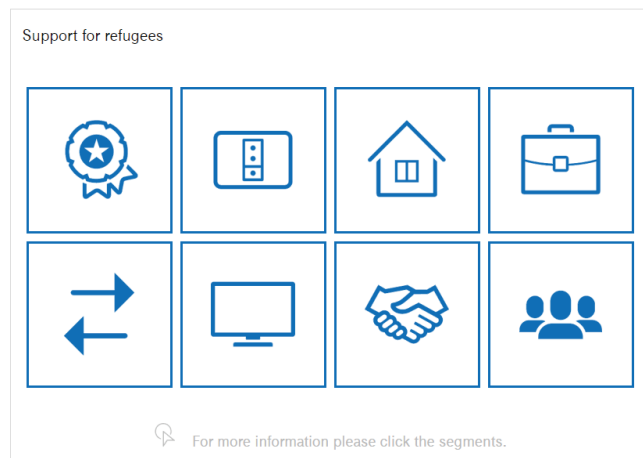 Support for refugees
For more information please click the segments.